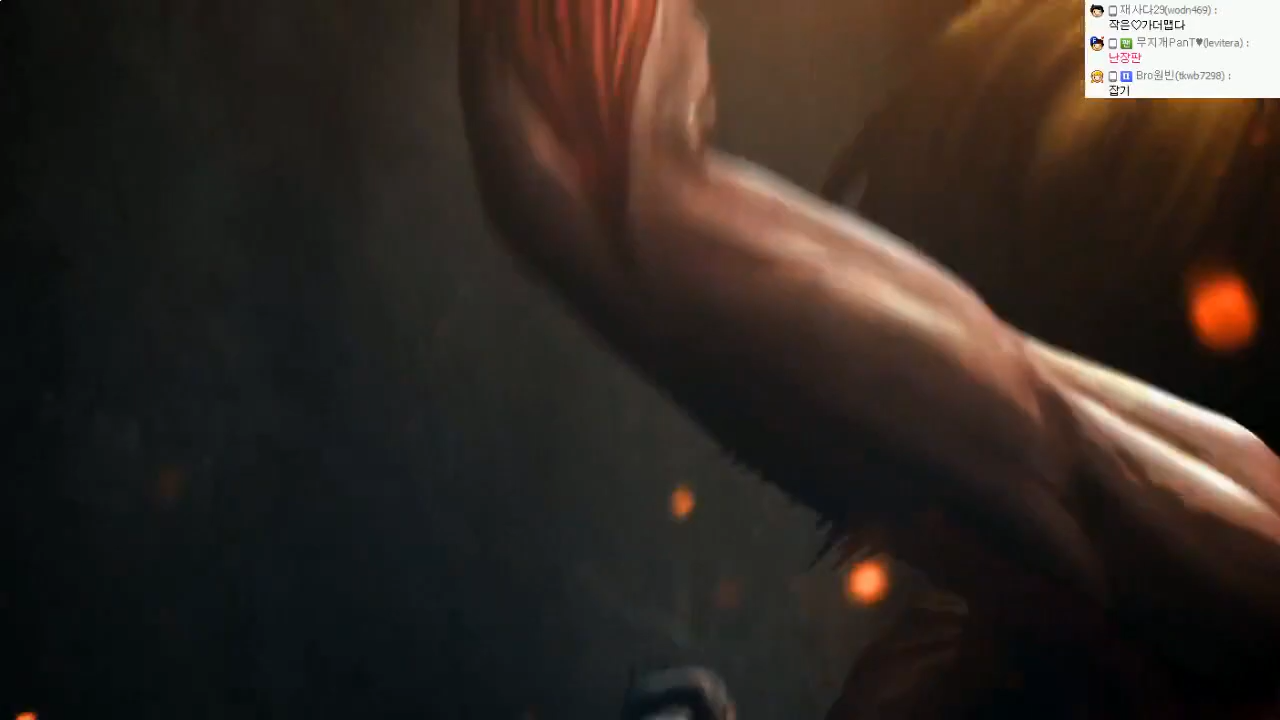 재사다29(wodn469) :
작은♡가더맵다
팬 무지개PanT♥(levitera) :
난장판
Bro원빈(tkwb7298) :
잡기